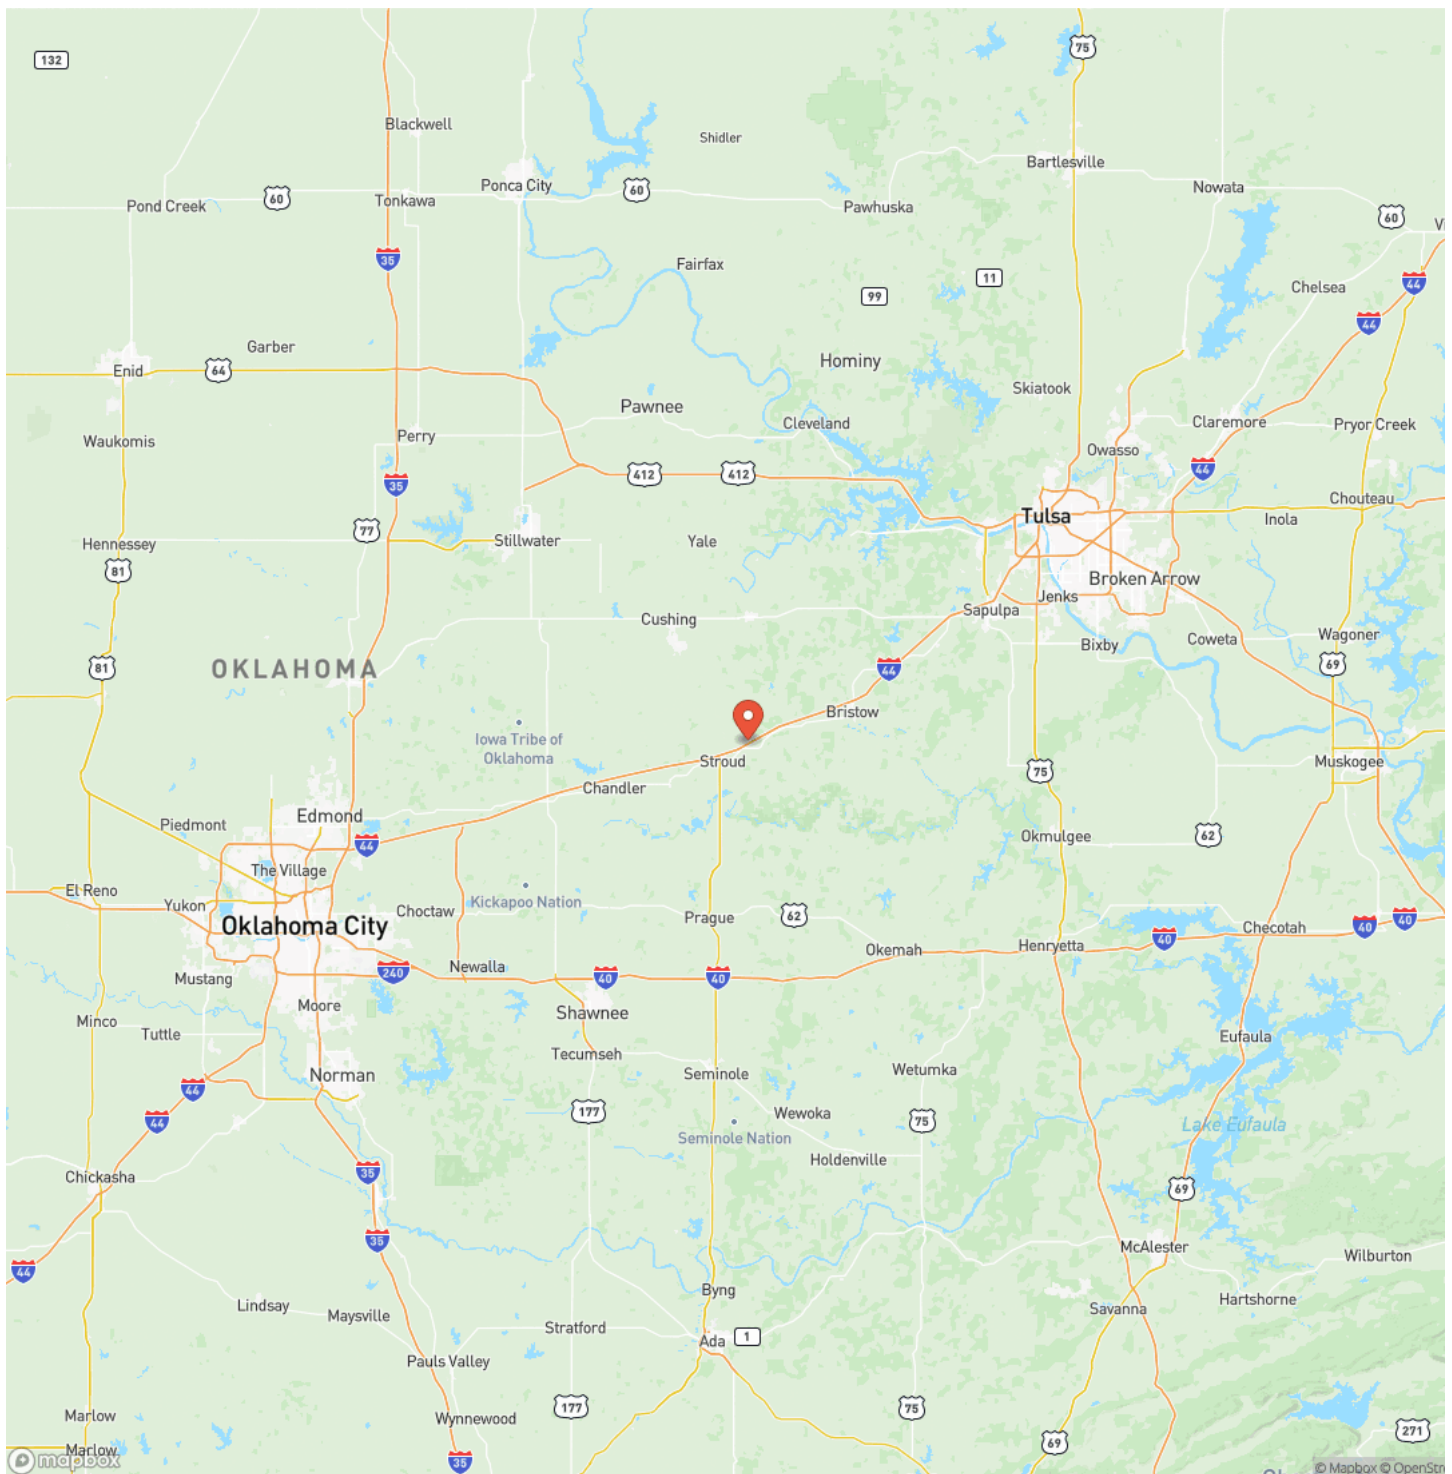 75
132
Blackwell
Shidler
Bartlesville
Ponca City
60
60
Nowata
Tonkawa
Pond Creek
Pawhuska
60
Vi
35
Fairfax
11
44
Chelsea
99
44
Garber
Hominy
Enid
64
Skiatook
Pawnee
Cleveland
Claremore
Pryor Creek
Perry
Waukomis
Owasso
44
412
412
35
Chouteau
Tulsa
Inola
77
Hennessey
Stillwater
Yale
81
Broken Arrow
Jenks
Sapulpa
Cushing
Wagoner
Coweta
Bixby
81
OKLAHOMA
44
69
Bristow
Iowa Tribe of
Oklahoma
Stroud
Muskogee
75
Chandler
Edmond
Piedmont
Okmulgee
62
44
The Village
El Reno
Kickapoo Nation
Yukon
Choctaw
Prague
62
Oklahoma City
40
40
Checotah
40
Henryetta
Okemah
Newalla
240
Mustang
40
40
Moore
Shawnee
Minco
Tuttle
Eufaula
Tecumseh
Wetumka
Seminole
Norman
44
177
Wewoka
44
75
Lake Eufaula
Seminole Nation
Holdenville
35
Chickasha
69
35
McAlester
Wilburton
44
Byng
Lindsay
Hartshorne
Savanna
Maysville
Stratford
1
Ada
Pauls Valley
177
75
Marlow
Wynnewood
271
69
Marlow
35
mapbox
© Mapbox © OpenStre